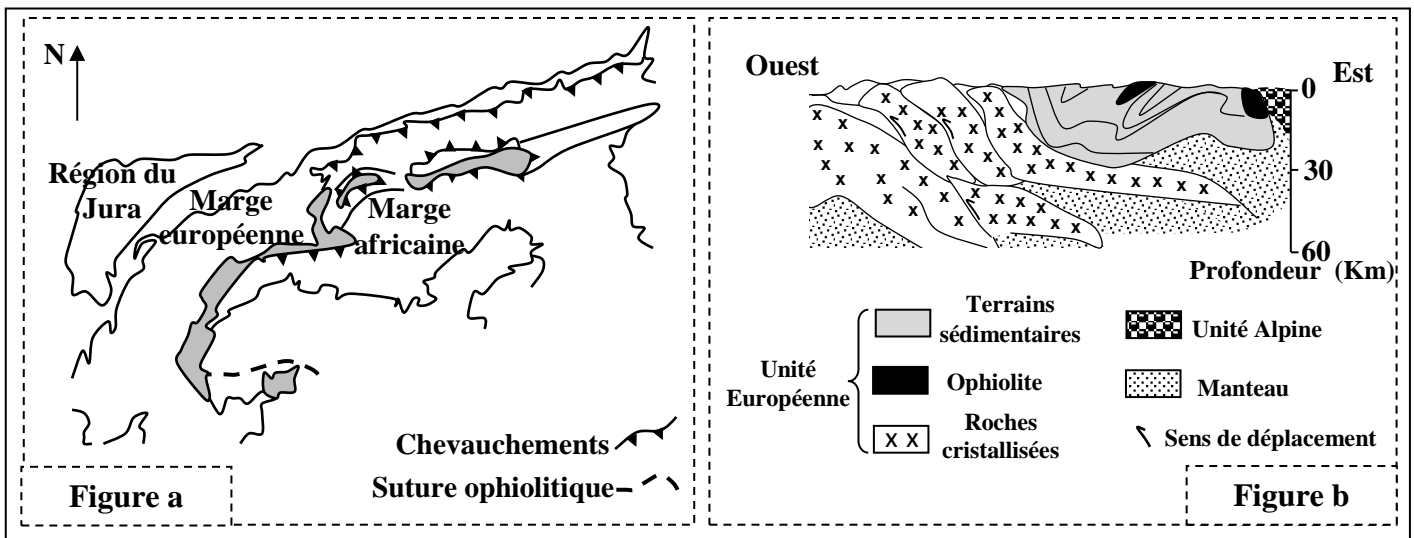 N
Région du
Jura
Marge
européenne
Marge
africaine
Chevauchements
Suture ophiolitique
Figure a
Ouest
Est
0
30
60
Profondeur (Km)
Unité
Européenne
Terrains
sédimentaires
Ophiolite
x x
Roches
cristallisées
Unité Alpine
Manteau
Sens de déplacement
Figure b